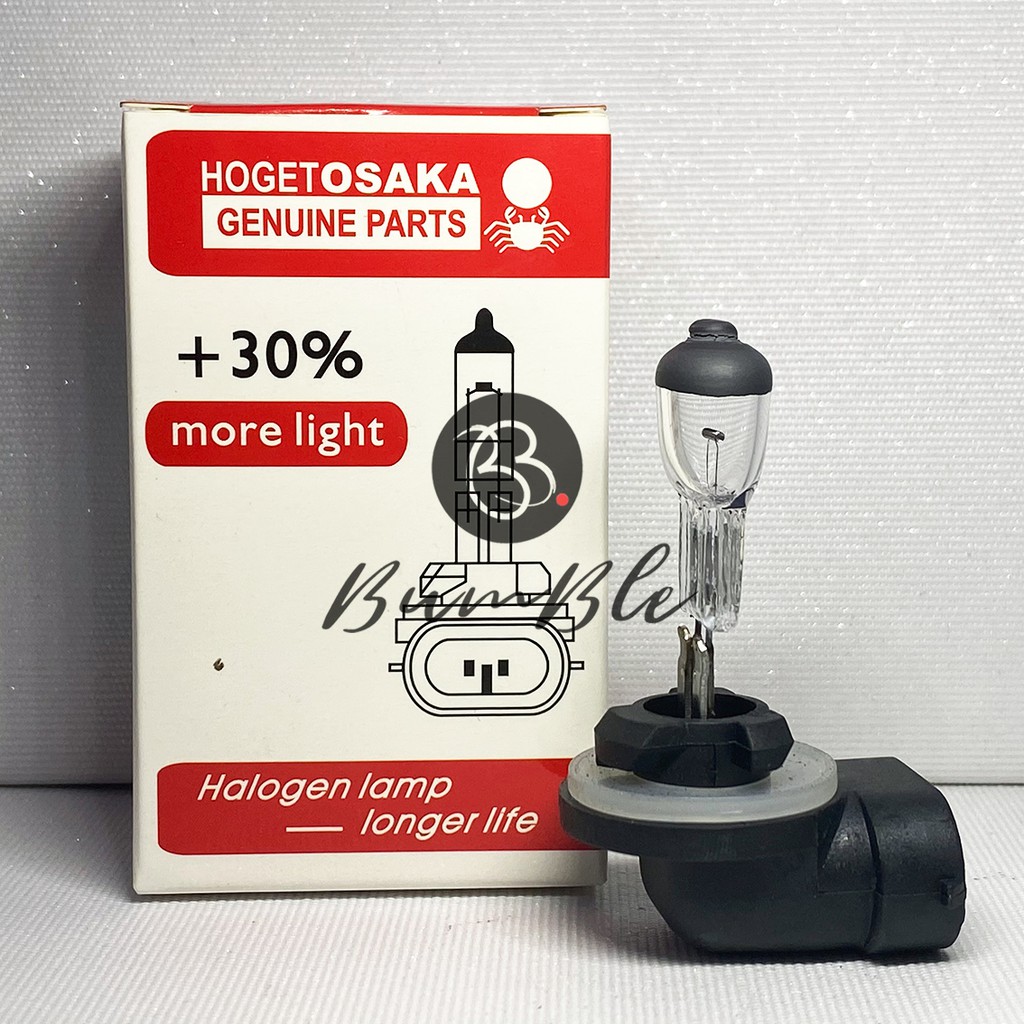 HOGETOSAKA
GENUINE PARTS
+30%
more light
B.
BumBle
Halogen lamp
— longer life